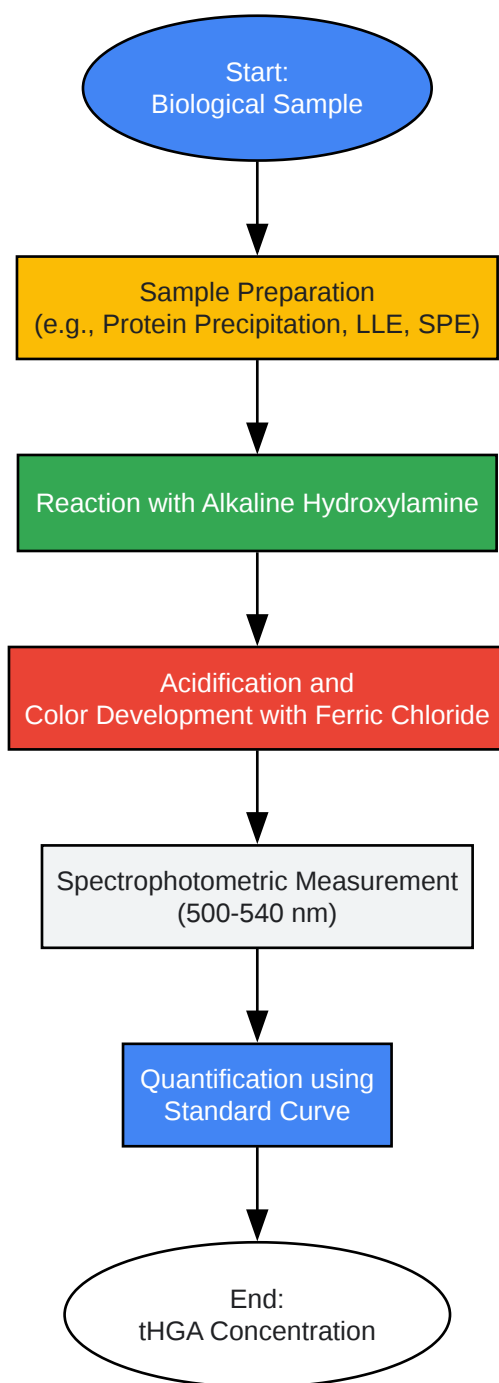 Start:
Biological Sample
Sample Preparation
(e.g., Protein Precipitation, LLE, SPE)
Reaction with Alkaline Hydroxylamine
Acidification and
Color Development with Ferric Chloride
Spectrophotometric Measurement
(500-540 nm)
Quantification using
Standard Curve
End:
tHGA Concentration